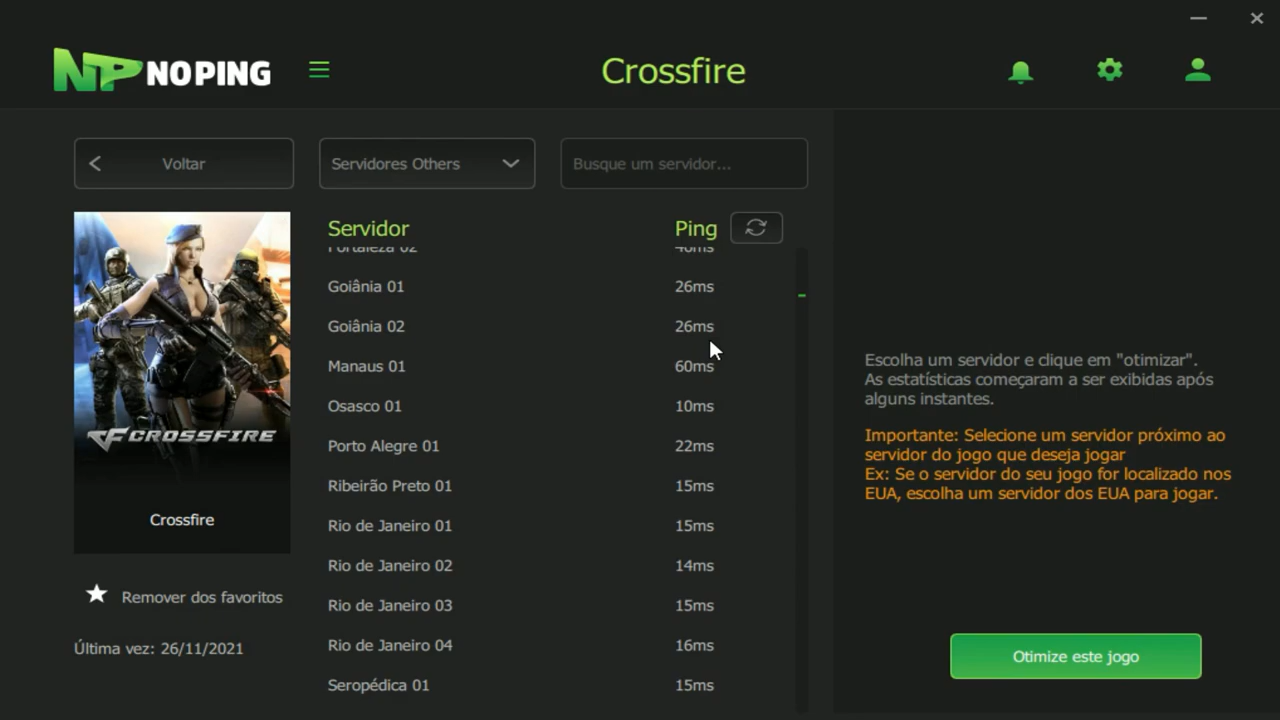 NP NOPING
Crossfire
Voltar
Servidores Others
Busque um servidor...
Servidor Ping
Fortaleza 02 46ms
Goiânia 01 26ms
Goiânia 02 26ms
Manaus 01 60ms
Osasco 01 10ms
Porto Alegre 01 22ms
Ribeirão Preto 01 15ms
Rio de Janeiro 01 15ms
Rio de Janeiro 02 14ms
Rio de Janeiro 03 15ms
Rio de Janeiro 04 16ms
Seropédica 01 15ms
CF CROSSFIRE
Crossfire
Remover dos favoritos
Última vez: 26/11/2021
Escolha um servidor e clique em "otimizar".
As estatísticas começaram a ser exibidas após
alguns instantes.
Importante: Selecione um servidor próximo ao
servidor do jogo que deseja jogar
Ex: Se o servidor do seu jogo for localizado nos
EUA, escolha um servidor dos EUA para jogar.
Otimize este jogo